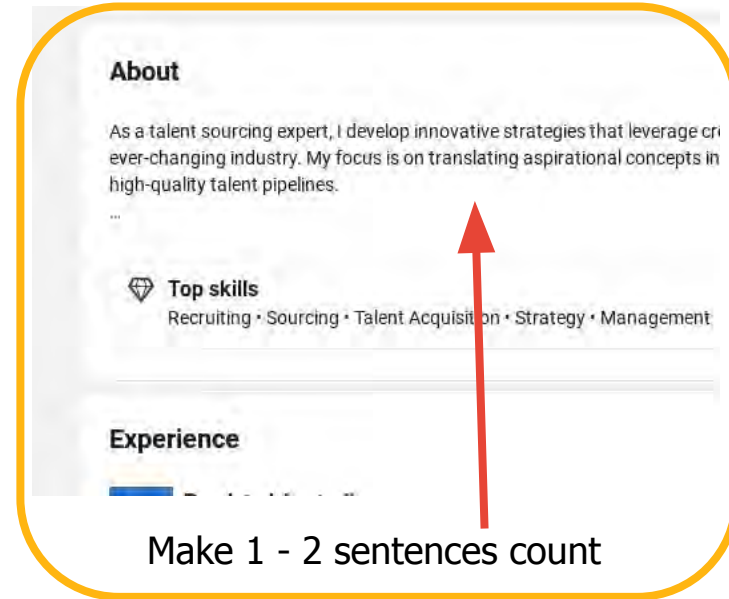 About
As a talent sourcing expert, I develop innovative strategies that leverage
ever-changing industry. My focus is on translating aspirational concepts in
high-quality talent pipelines.
...
Top skills
Recruiting • Sourcing • Talent Acquisition • Strategy • Management
Experience
Make 1 - 2 sentences count